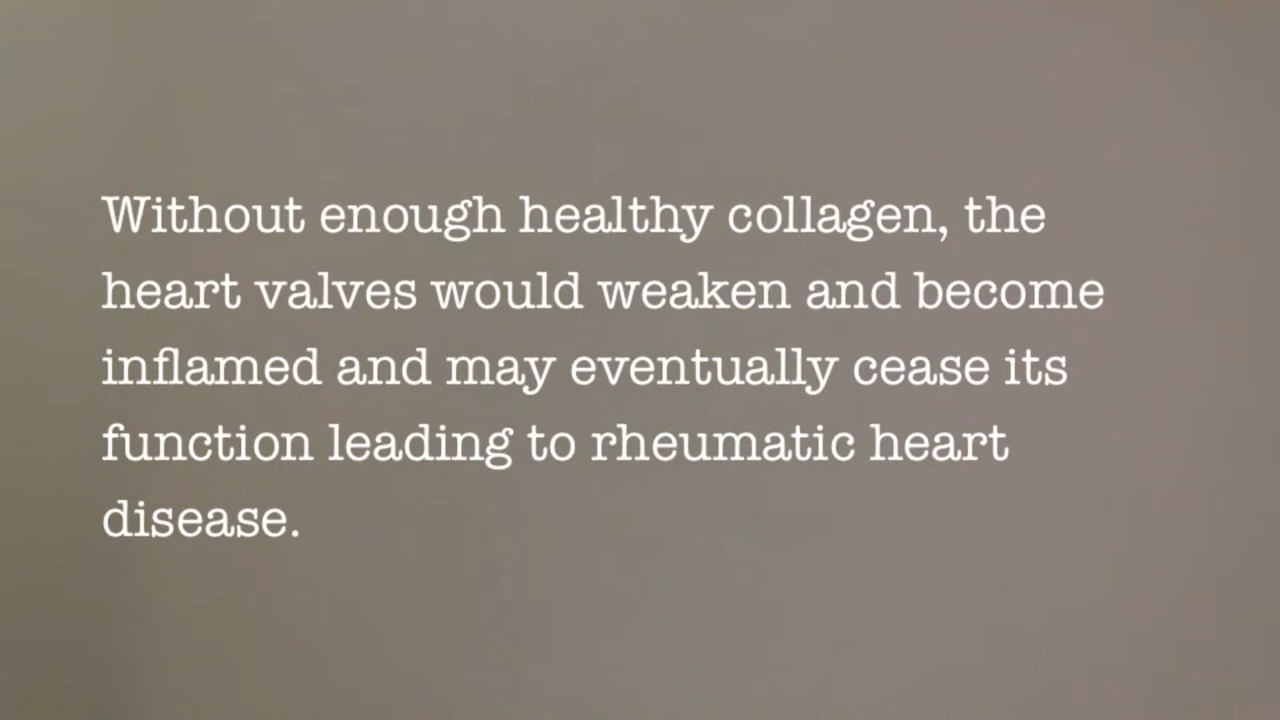 Without enough healthy collagen, the
heart valves would weaken and become
inflamed and may eventually cease its
function leading to rheumatic heart
disease.